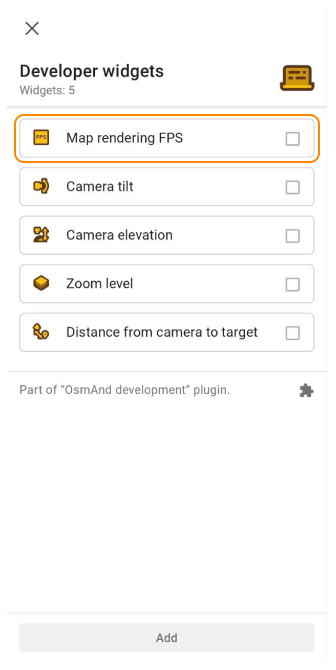 Developer widgets
Widgets: 5
FPS
Map rendering FPS
Camera tilt
Camera elevation
Zoom level
Distance from camera to target
Part of “OsmAnd development” plugin.
Add